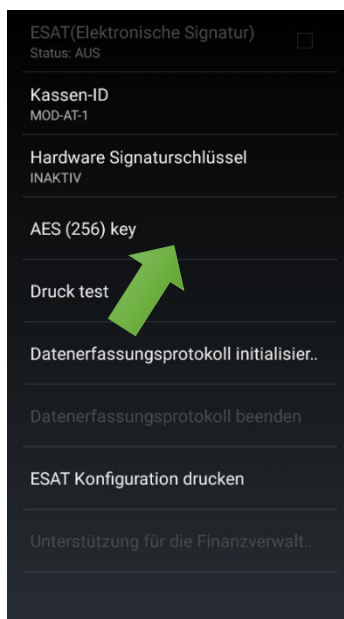 ESAT(Elektronische Signatur)
Status: AUS
Kassen-ID
MOD-AT-1
Hardware Signaturschlüssel
INAKTIV
AES (256) key
Druck test
Datenerfassungsprotokoll initialisier..
Datenerfassungsprotokoll beenden
ESAT Konfiguration drucken
Unterstützung für die Finanzverwalt..